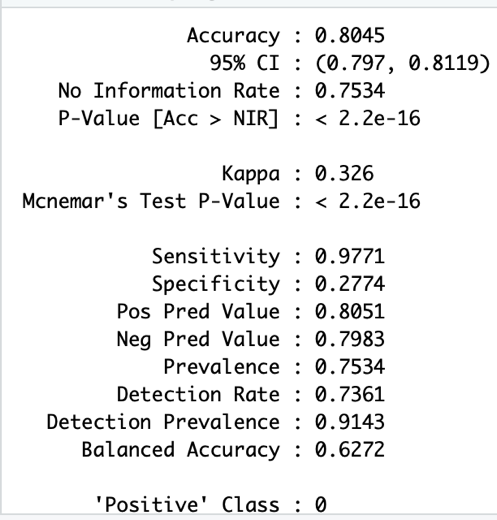 Accuracy : 0.8045
95% CI : (0.797, 0.8119)
No Information Rate : 0.7534
P-Value [Acc > NIR] : < 2.2e-16
Kappa : 0.326
Mcnemar's Test P-Value : < 2.2e-16
Sensitivity : 0.9771
Specificity : 0.2774
Pos Pred Value : 0.8051
Neg Pred Value : 0.7983
Prevalence : 0.7534
Detection Rate : 0.7361
Detection Prevalence : 0.9143
Balanced Accuracy : 0.6272
'Positive' Class : 0